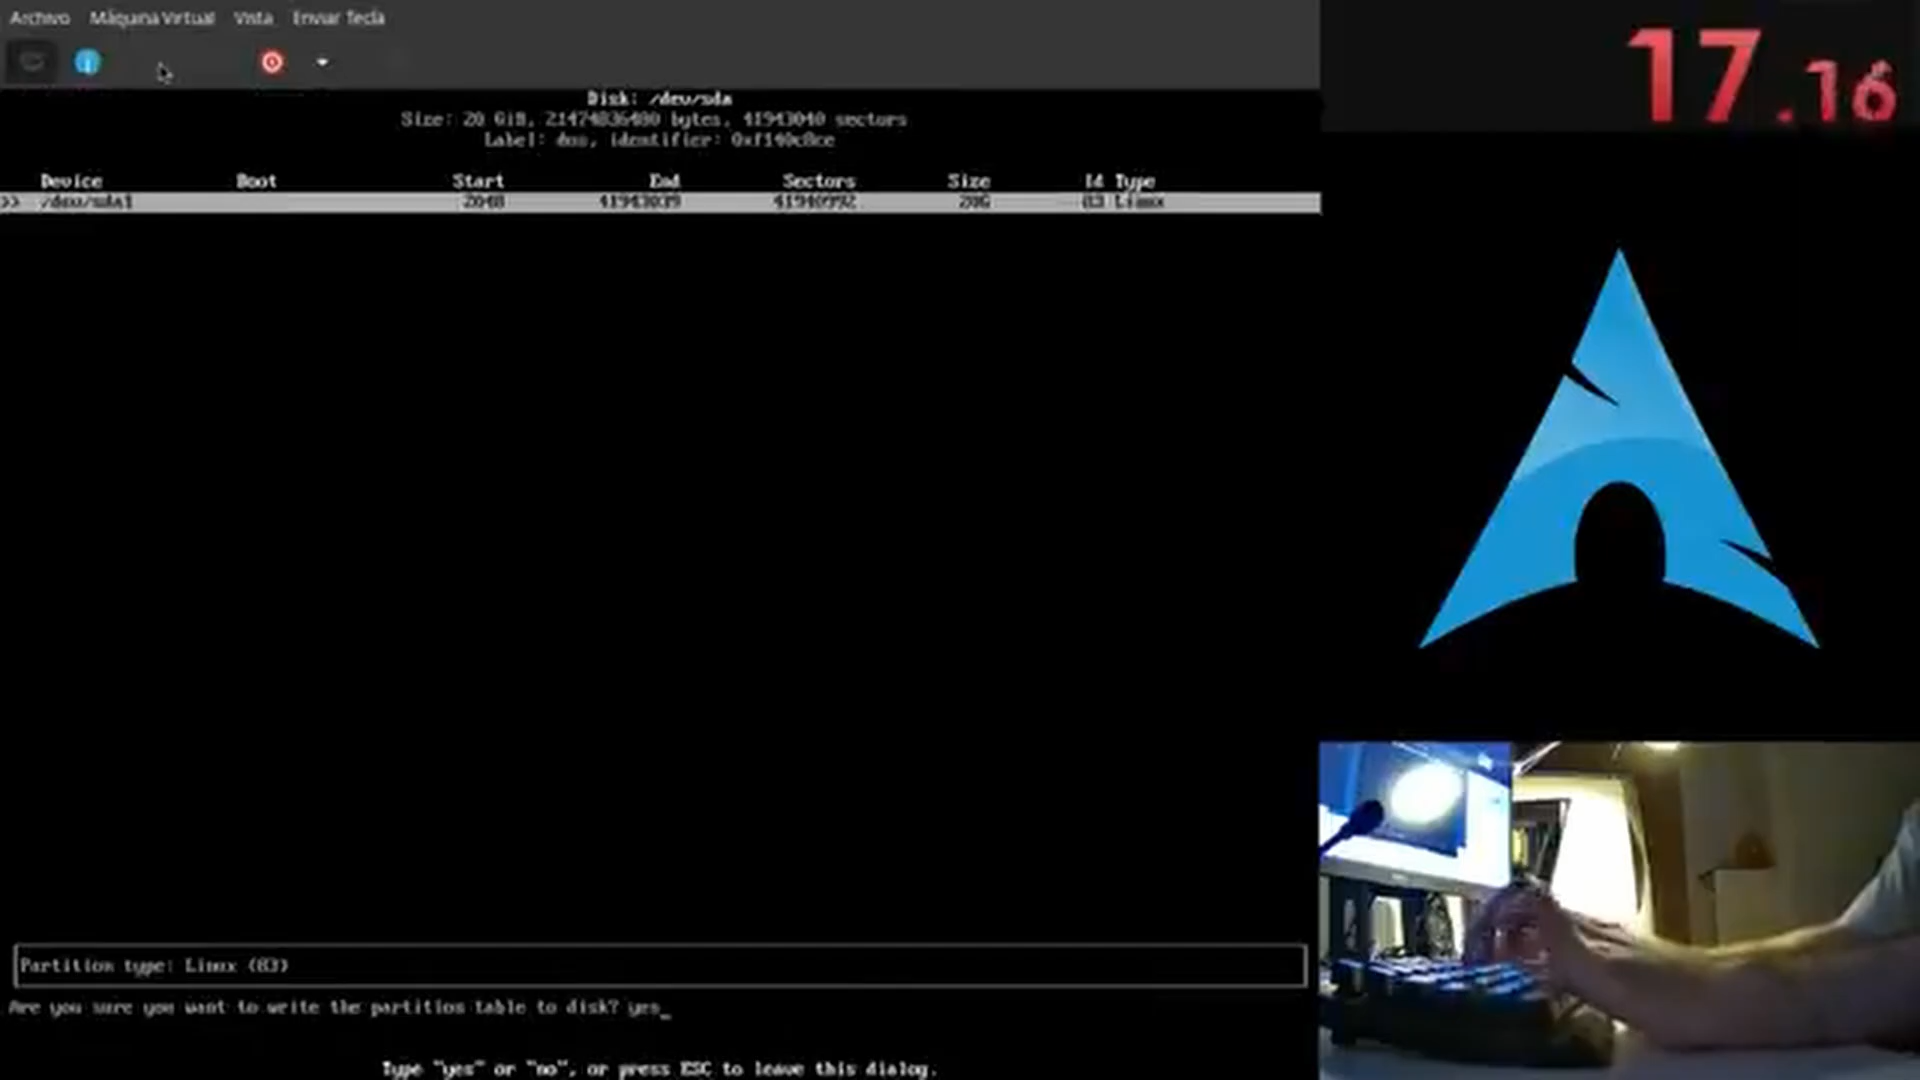 Archivo Máquina Virtual Vista Enviar Tecla
17.16
Disk: /dev/sda
Size: 20 GiB, 21474836480 bytes, 41943040 sectors
Label: dos, identifier: 0xf140c8ce
Device Boot Start End Sectors Size Id Type
>> /dev/sda1 2048 41943039 41940992 20G 83 Linux
Partition type: Linux (83)
Are you sure you want to write the partition table to disk? yes_
Type "yes" or "no", or press ESC to leave this dialog.